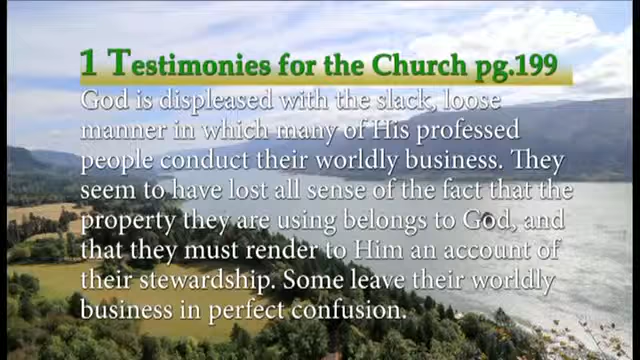 1 Testimonies for the Church pg.199
God is displeased with the slack, loose
manner in which many of His professed
people conduct their worldly business. They
seem to have lost all sense of the fact that the
property they are using belongs to God, and
that they must render to Him an account of
their stewardship. Some leave their worldly
business in perfect confusion.